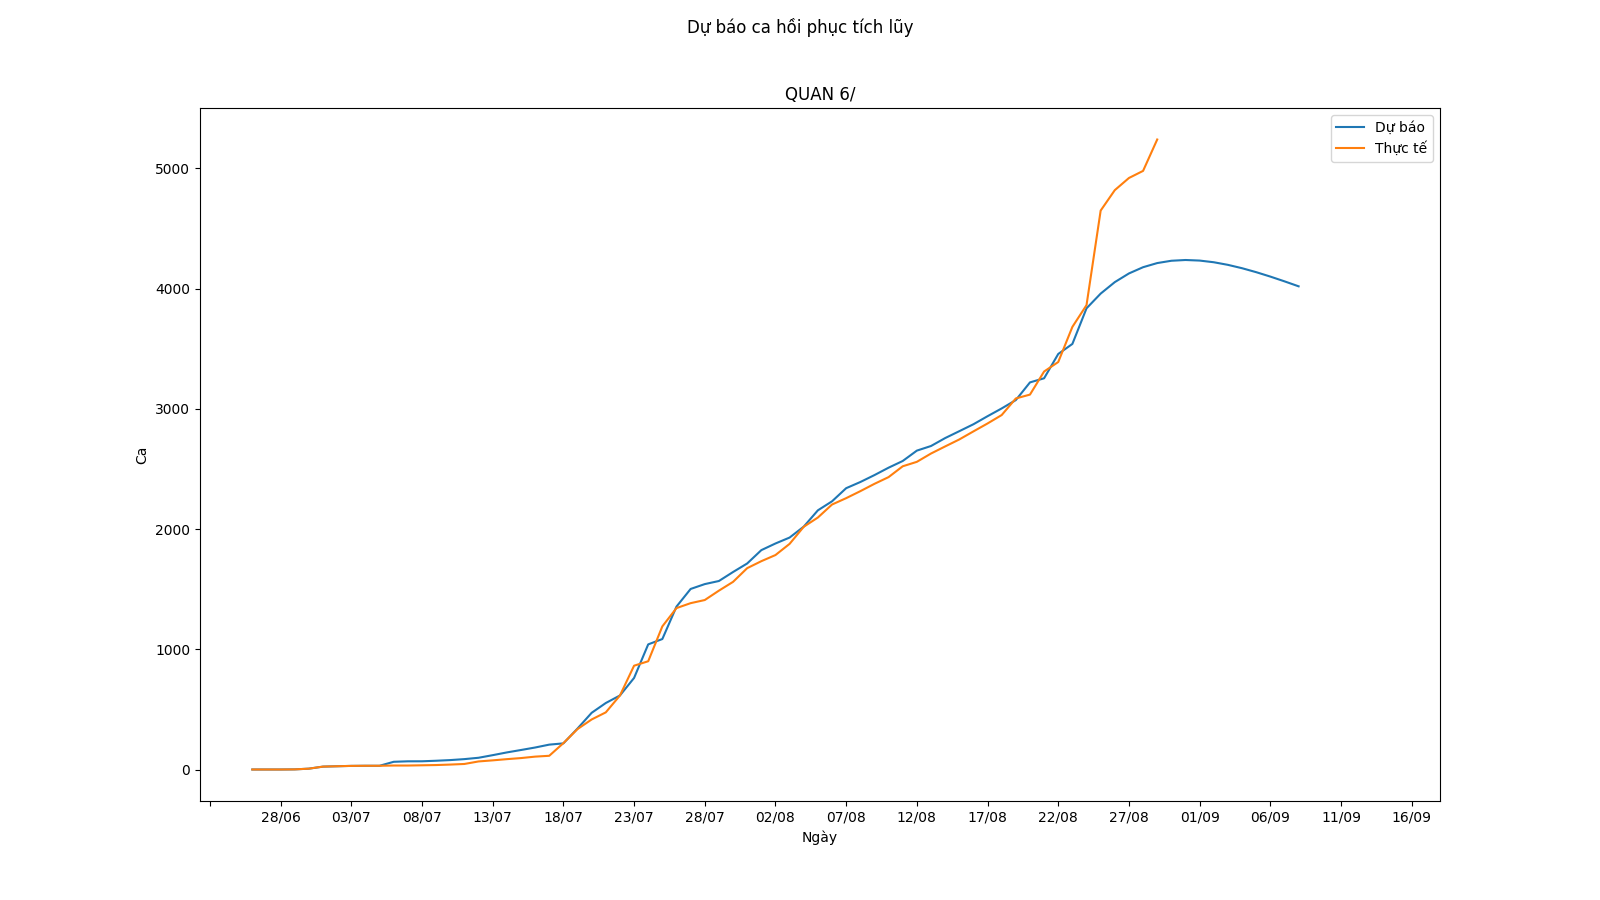 Dự báo ca hồi phục tích lũy
QUAN 6/
Dự báo
Thực tế
5000
4000
3000
2000
1000
0
Ca
28/06 03/07 08/07 13/07 18/07 23/07 28/07 02/08 07/08 12/08 17/08 22/08 27/08 01/09 06/09 11/09 16/09
Ngày